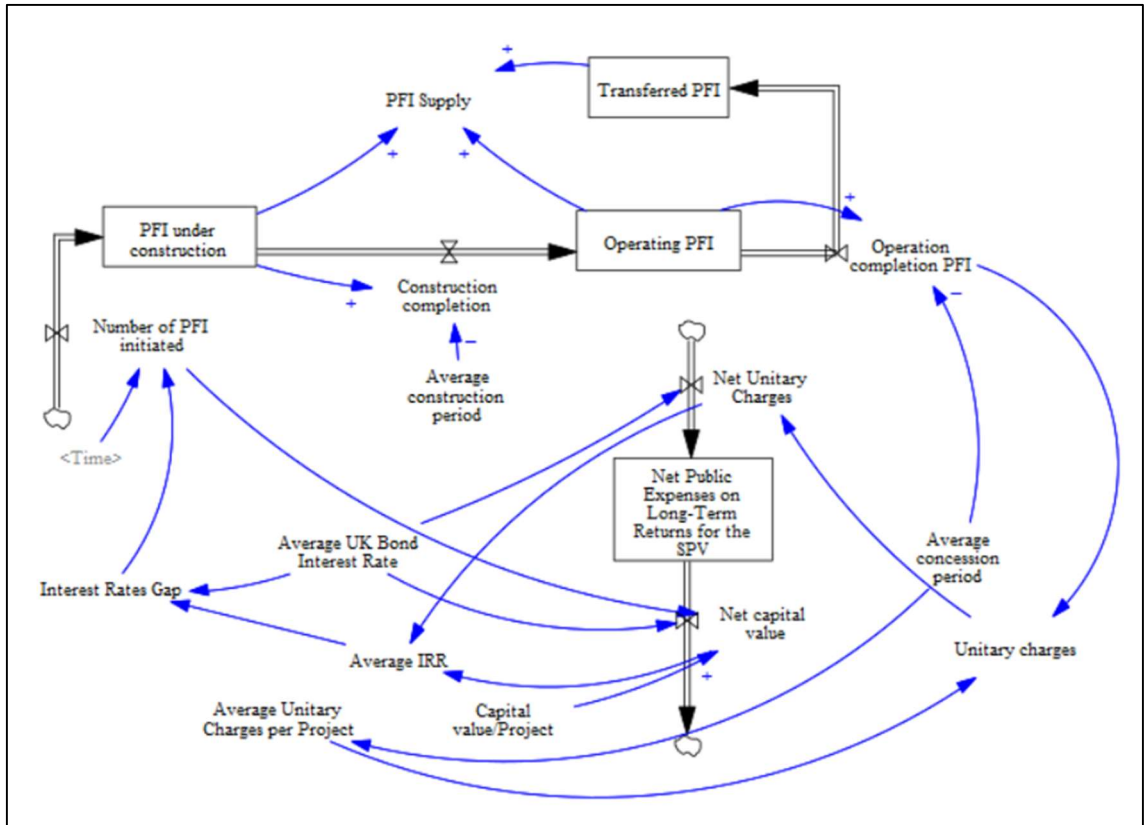 +
Transferred PFI
PFI Supply
+
+
+
PFI under
construction
Operating PFI
Operation
completion PFI
Construction
completion
+
−
Number of PFI
initiated
−
Average
construction
period
Net Unitary
Charges
<Time>
Net Public
Expenses on
Long-Term
Returns for the
SPV
Average UK Bond
Interest Rate
Average
concession
period
Interest Rates Gap
Net capital
value
Unitary charges
Average IRR
+
Average Unitary
Charges per Project
Capital
value/Project